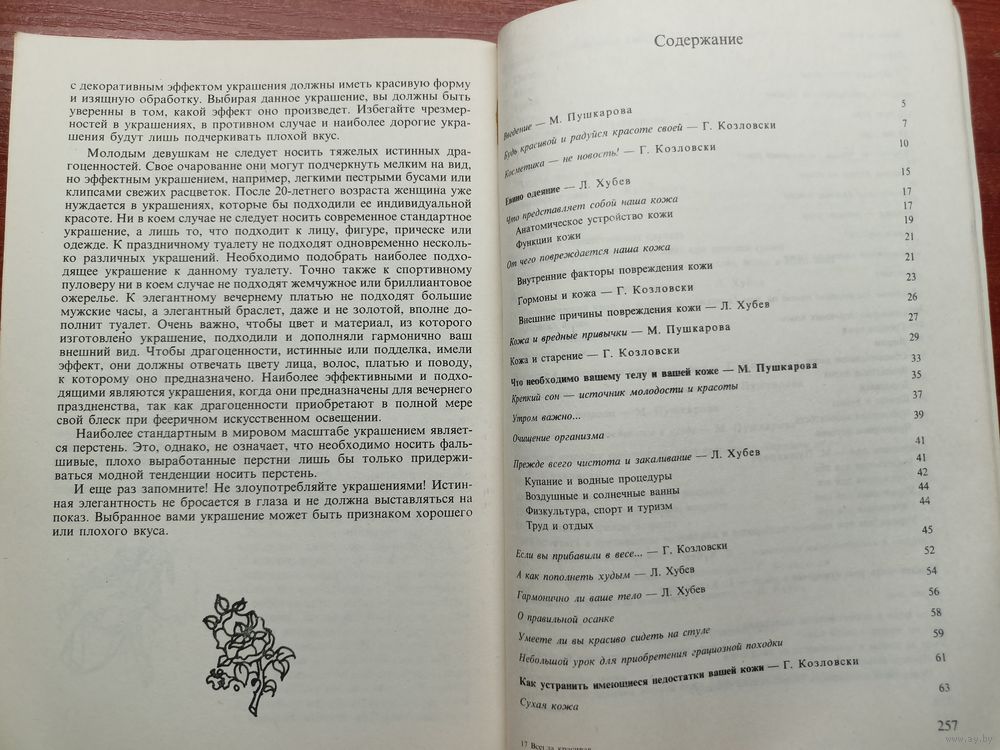 с декоративным эффектом украшения должны иметь красивую форму
и изящную обработку. Выбирая данное украшение, вы должны быть
уверенны в том, какой эффект оно произведет. Избегайте чрезмер-
ностей в украшениях, в противном случае и наиболее дорогие укра-
шения будут лишь подчеркивать плохой вкус.
Молодым девушкам не следует носить тяжелых истинных дра-
гоценностей. Свое очарование они могут подчеркнуть мелким на вид,
но эффектным украшением, например, легкими пестрыми бусами или
клипсами свежих расцветок. После 20-летнего возраста женщина уже
нуждается в украшениях, которые бы подходили ее индивидуальной
красоте. Ни в коем случае не следует носить современное стандартное
украшение, а лишь то, что подходит к лицу, фигуре, прическе или
одежде. К праздничному туалету не подходят одновременно несколь-
ко различных украшений. Необходимо подобрать наиболее подхо-
дящее украшение к данному туалету. Точно также к спортивному
пуловеру ни в коем случае не подходят жемчужное или бриллиантовое
ожерелье. К элегантному вечернему платью не подходят большие
мужские часы, а элегантный браслет, даже и не золотой, вполне до-
полнит туалет. Очень важно, чтобы цвет и материал, из которого
изготовлено украшение, подходили и дополняли гармонично ваш
внешний вид. Чтобы драгоценности, истинные или подделка, имели
эффект, они должны отвечать цвету лица, волос, платью и поводу,
к которому оно предназначено. Наиболее эффективными и подхо-
дящими являются украшения, когда они предназначены для вечернего
праздненства, так как драгоценности приобретают в полной мере
свой блеск при фееричном искусственном освещении.
Наиболее стандартным в мировом масштабе украшением являет-
ся перстень. Это, однако, не означает, что необходимо носить фаль-
шивые, плохо выработанные перстни лишь бы только придержи-
ваться модной тенденции носить перстень.
И еще раз запомните! Не злоупотребляйте украшениями! Истин-
ная элегантность не бросается в глаза и не должна выставляться на
показ. Выбранное вами украшение может быть признаком хорошего
или плохого вкуса.
Содержание
Введение — М. Пушкарова 5
Будь красивой и радуйся красоте своей — Г. Козловски 7
Косметика — не новость! — Г. Козловски 10
Евино одеяние — Л. Хубев 15
Что представляет собой наша кожа 17
Анатомическое устройство кожи 17
Функции кожи 19
От чего повреждается наша кожа 21
Внутренние факторы повреждения кожи 21
Гормоны и кожа — Г. Козловски 23
Внешние причины повреждения кожи — Л. Хубев 26
Кожа и вредные привычки — М. Пушкарова 27
Кожа и старение — Г. Козловски 29
Что необходимо вашему телу и вашей коже — М. Пушкарова 33
Крепкий сон — источник молодости и красоты 35
Утром важно... 37
Очищение организма 39
Прежде всего чистота и закаливание — Л. Хубев 41
Купание и водные процедуры 41
Воздушные и солнечные ванны 42
Физкультура, спорт и туризм 44
Труд и отдых 44
Если вы прибавили в весе... — Г. Козловски 45
А как пополнеть худым — Л. Хубев 52
Гармонично ли ваше тело — Л. Хубев 54
О правильной осанке 56
Умеете ли вы красиво сидеть на стуле 58
Небольшой урок для приобретения грациозной походки 59
Как устранить имеющиеся недостатки вашей кожи — Г. Козловски 61
Сухая кожа 63
257
17 Всегда красивая
www.ay.by